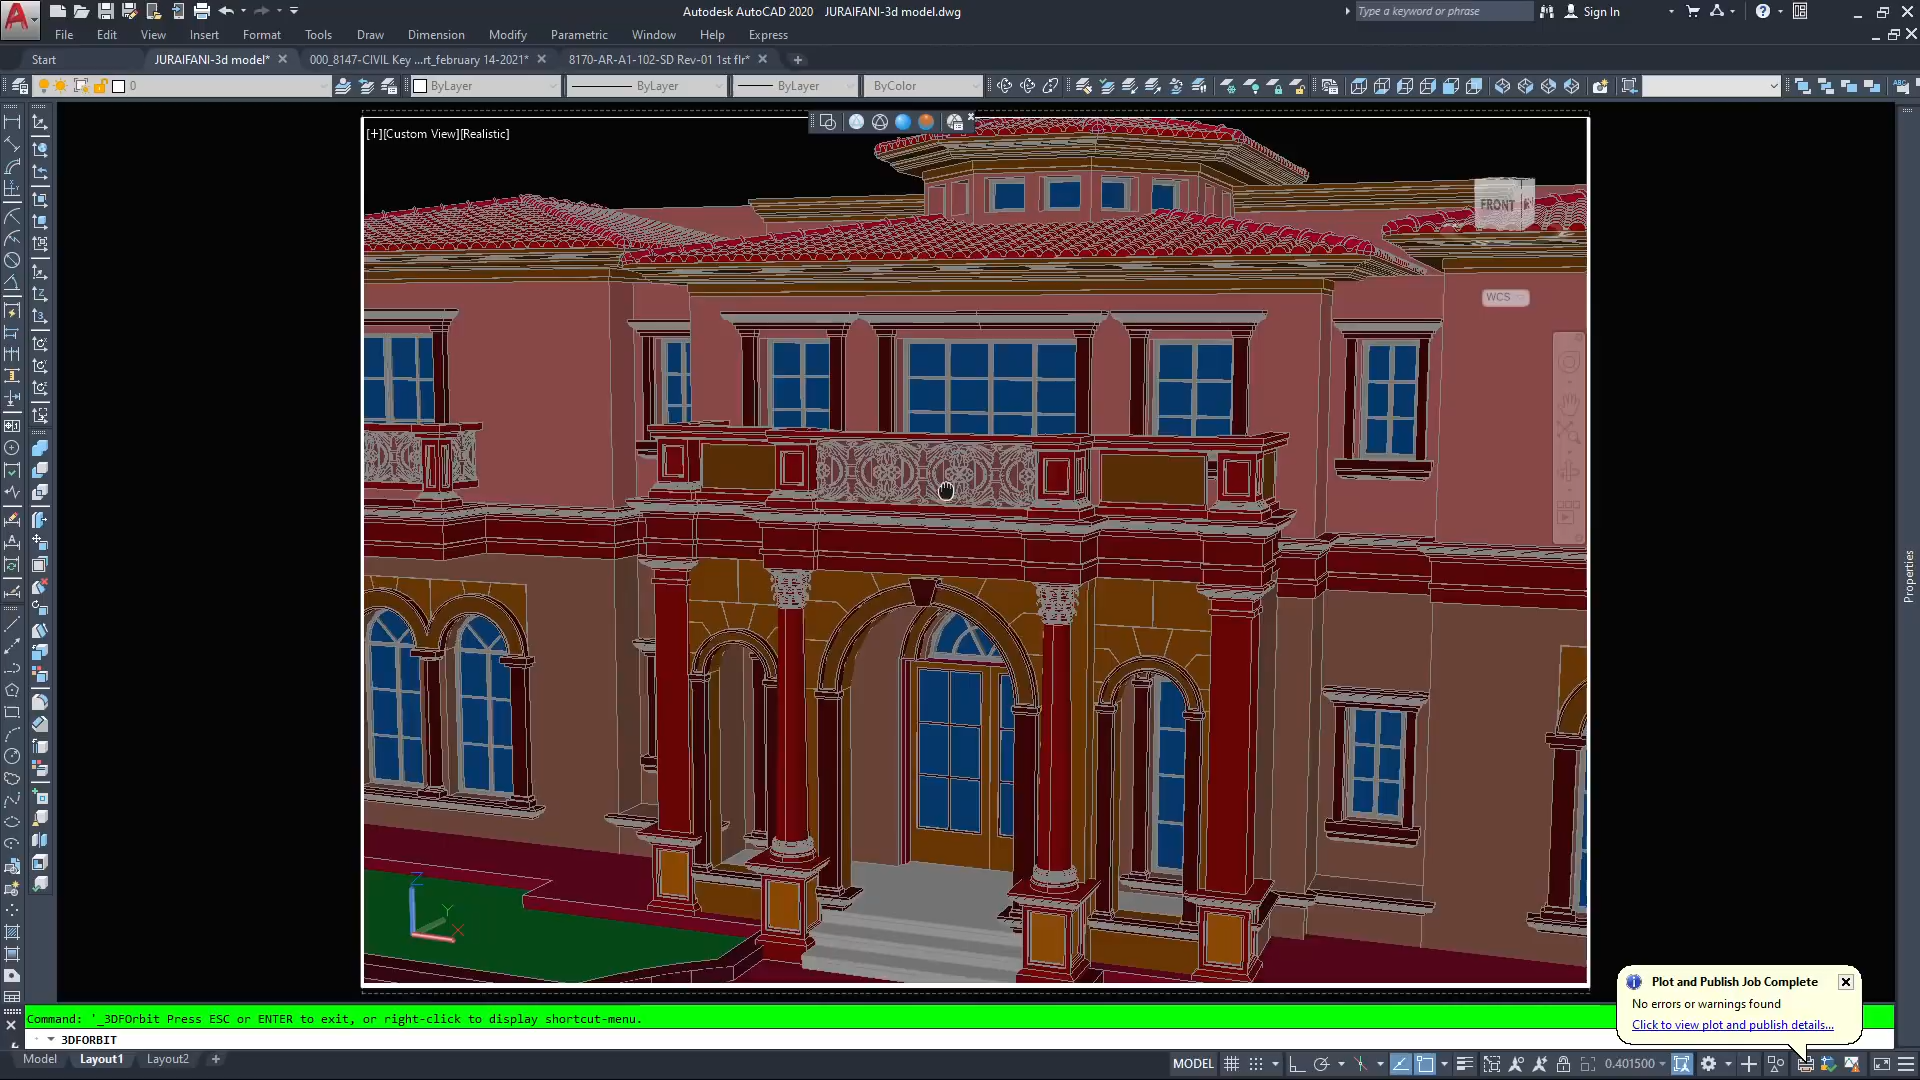 Autodesk AutoCAD 2020 JURAIFANI-3d model.dwg
Type a keyword or phrase
Sign In
File Edit View Insert Format Tools Draw Dimension Modify Parametric Window Help Express
Start JURAIFANI-3d model* 000_8147-CIVIL Key ...rt_february 14-2021* 8170-AR-A1-102-SD Rev-01 1st flr*
0 ByLayer ByLayer ByLayer ByColor
[+][Custom View][Realistic]
FRONT
WCS
Properties
Z
Y
X
Plot and Publish Job Complete
No errors or warnings found
Click to view plot and publish details...
Command: '_3DFOrbit Press ESC or ENTER to exit, or right-click to display shortcut-menu.
3DFORBIT
Model Layout1 Layout2 +
MODEL 0.401500